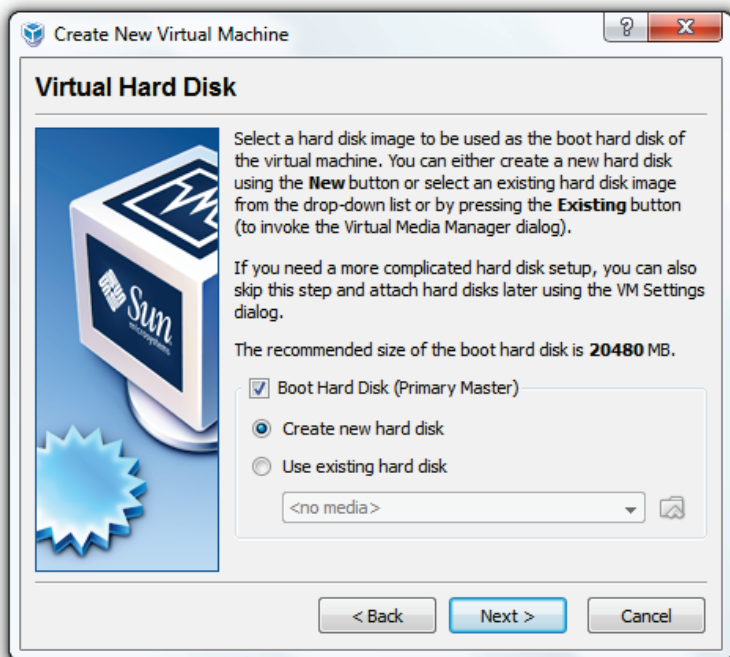 Create New Virtual Machine
Virtual Hard Disk
Select a hard disk image to be used as the boot hard disk of
the virtual machine. You can either create a new hard disk
using the New button or select an existing hard disk image
from the drop-down list or by pressing the Existing button
(to invoke the Virtual Media Manager dialog).
If you need a more complicated hard disk setup, you can also
skip this step and attach hard disks later using the VM Settings
dialog.
The recommended size of the boot hard disk is 20480 MB.
Boot Hard Disk (Primary Master)
Create new hard disk
Use existing hard disk
<no media>
Sun
microsystems
< Back
Next >
Cancel